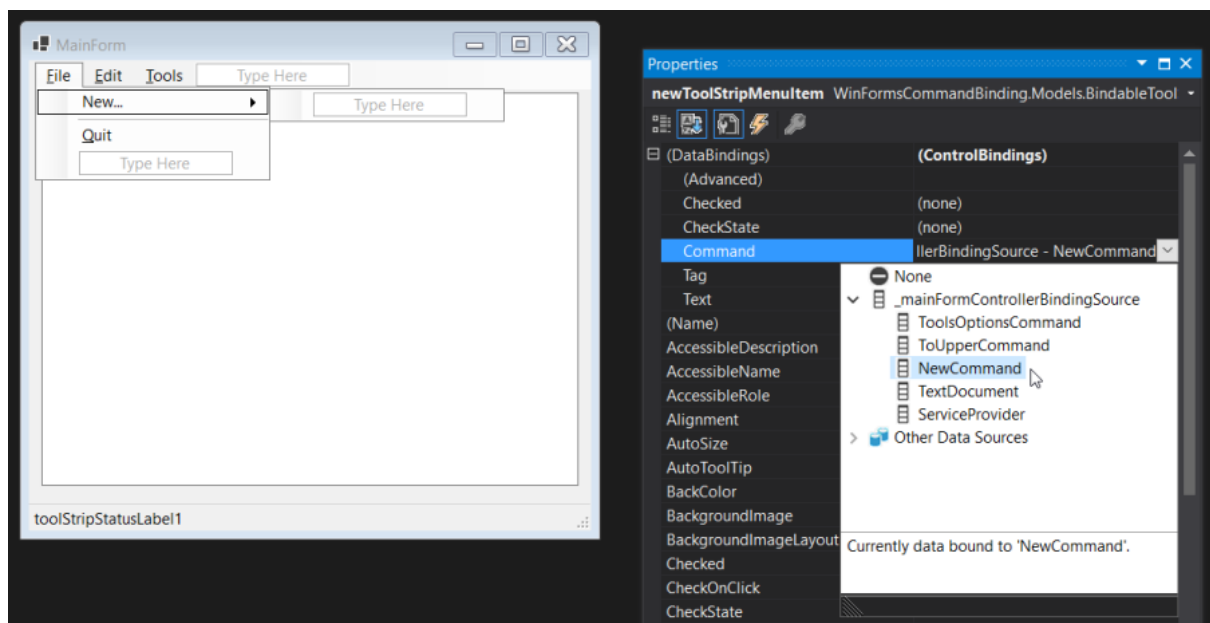 MainForm
File Edit Tools Type Here
New... Type Here
Quit
Type Here
toolStripStatusLabel1
Properties
newToolStripMenuItem WinFormsCommandBinding.Models.BindableTool
(DataBindings) (ControlBindings)
(Advanced)
Checked (none)
CheckState (none)
Command llerBindingSource - NewCommand
Tag
Text
(Name)
AccessibleDescription
AccessibleName
AccessibleRole
Alignment
AutoSize
AutoToolTip
BackColor
BackgroundImage
BackgroundImageLayout
Checked
CheckOnClick
CheckState
None
_mainFormControllerBindingSource
ToolsOptionsCommand
ToUpperCommand
NewCommand
TextDocument
ServiceProvider
Other Data Sources
Currently data bound to 'NewCommand'.